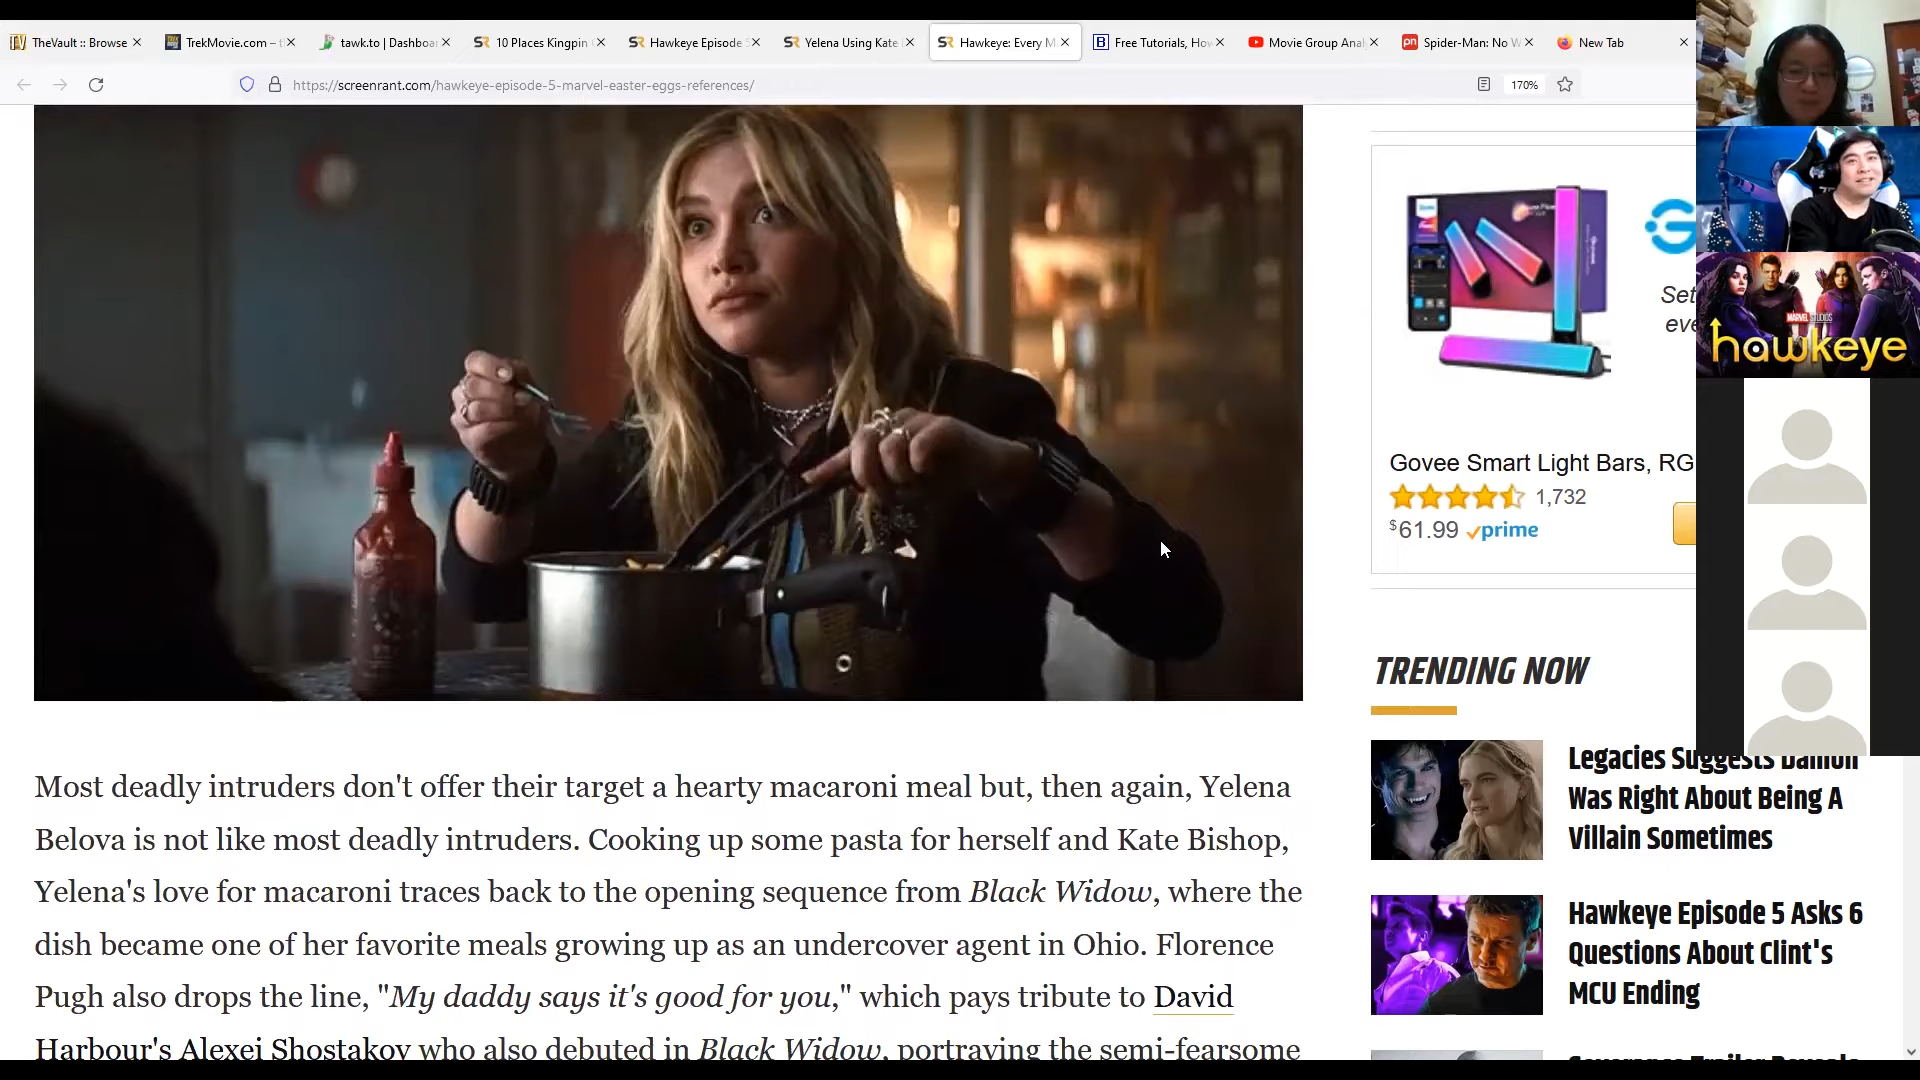 TheVault :: Browse
TrekMovie.com –
tawk.to | Dashboa
10 Places Kingpin
Hawkeye Episode
Yelena Using Kate
Hawkeye: Every M
Free Tutorials, Ho
Movie Group Anal
Spider-Man: No W
New Tab
https://screenrant.com/hawkeye-episode-5-marvel-easter-eggs-references/
170%
Set
eve
Govee Smart Light Bars, RG
1,732
$61.99 prime
MARVEL STUDIOS
hawkeye
TRENDING NOW
Legacies Suggests Damon
Was Right About Being A
Villain Sometimes
Hawkeye Episode 5 Asks 6
Questions About Clint's
MCU Ending
Most deadly intruders don't offer their target a hearty macaroni meal but, then again, Yelena
Belova is not like most deadly intruders. Cooking up some pasta for herself and Kate Bishop,
Yelena's love for macaroni traces back to the opening sequence from Black Widow, where the
dish became one of her favorite meals growing up as an undercover agent in Ohio. Florence
Pugh also drops the line, "My daddy says it's good for you," which pays tribute to David
Harbour's Alexei Shostakov who also debuted in Black Widow, portraying the semi-fearsome